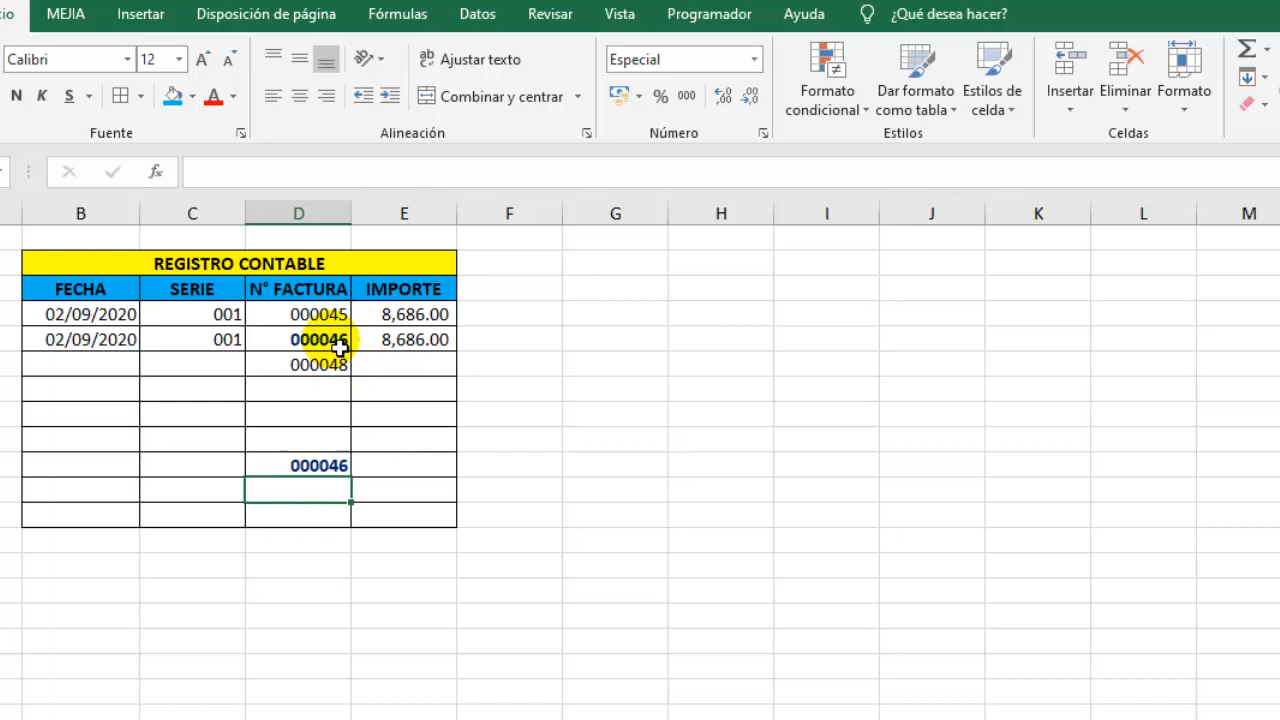 cio MEJIA Insertar Disposición de página Fórmulas Datos Revisar Vista Programador Ayuda ¿Qué desea hacer?
Calibri 12 A A ab Ajustar texto Especial
N K S A Combinar y centrar % 000
Formato condicional
Dar formato como tabla
Estilos de celda
Insertar Eliminar Formato
Fuente Alineación Número Estilos Celdas
fx
B C D E F G H I J K L M
REGISTRO CONTABLE
FECHA SERIE N° FACTURA IMPORTE
02/09/2020 001 000045 8,686.00
02/09/2020 001 000046 8,686.00
000048
000046